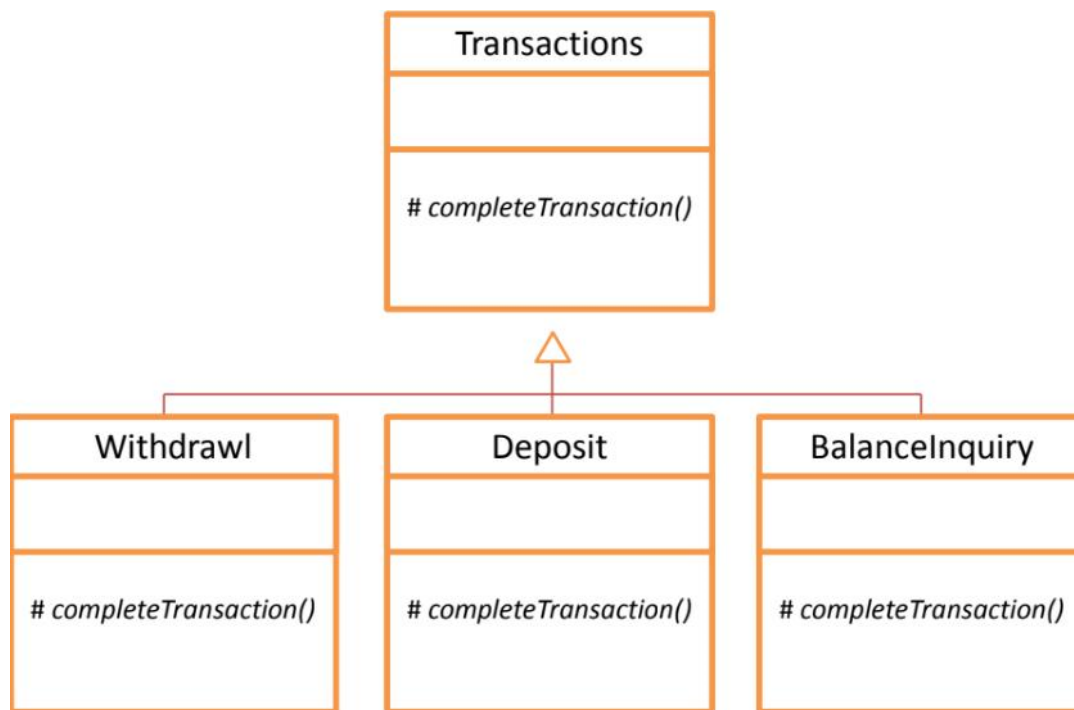 Transactions
# completeTransaction()
Withdrawl
Deposit
BalanceInquiry
# completeTransaction()
# completeTransaction()
# completeTransaction()